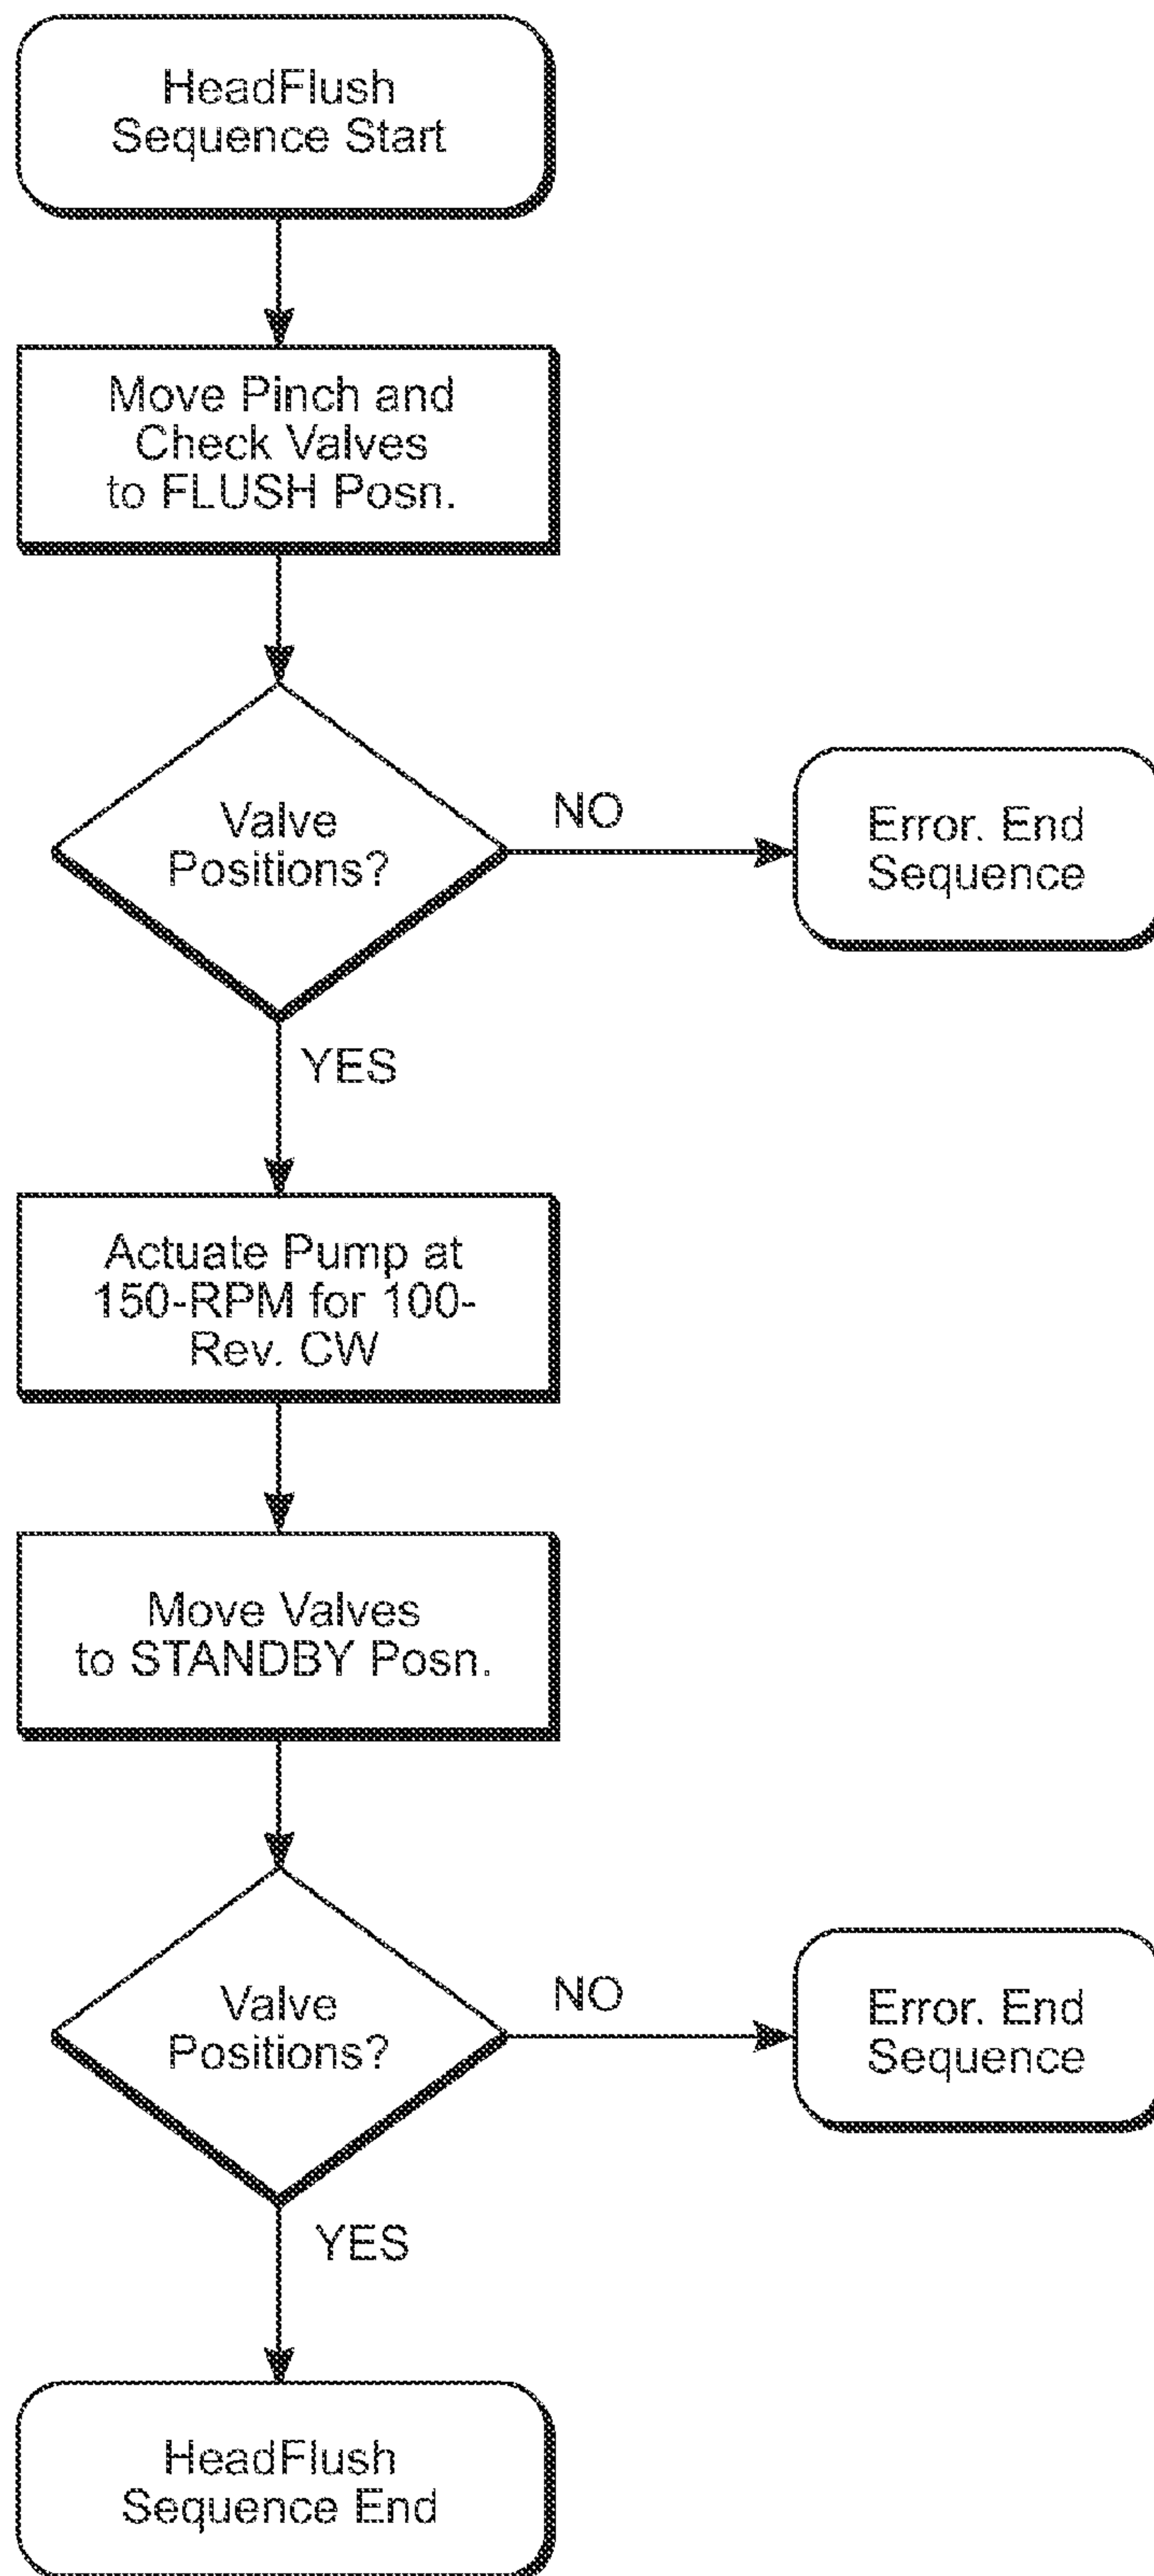 HeadFlush
Sequence Start
Move Pinch and
Check Valves
to FLUSH Posn.
Valve
Positions?
NO
Error. End
Sequence
YES
Actuate Pump at
150-RPM for 100-
Rev. CW
Move Valves
to STANDBY Posn.
Valve
Positions?
NO
Error. End
Sequence
YES
HeadFlush
Sequence End